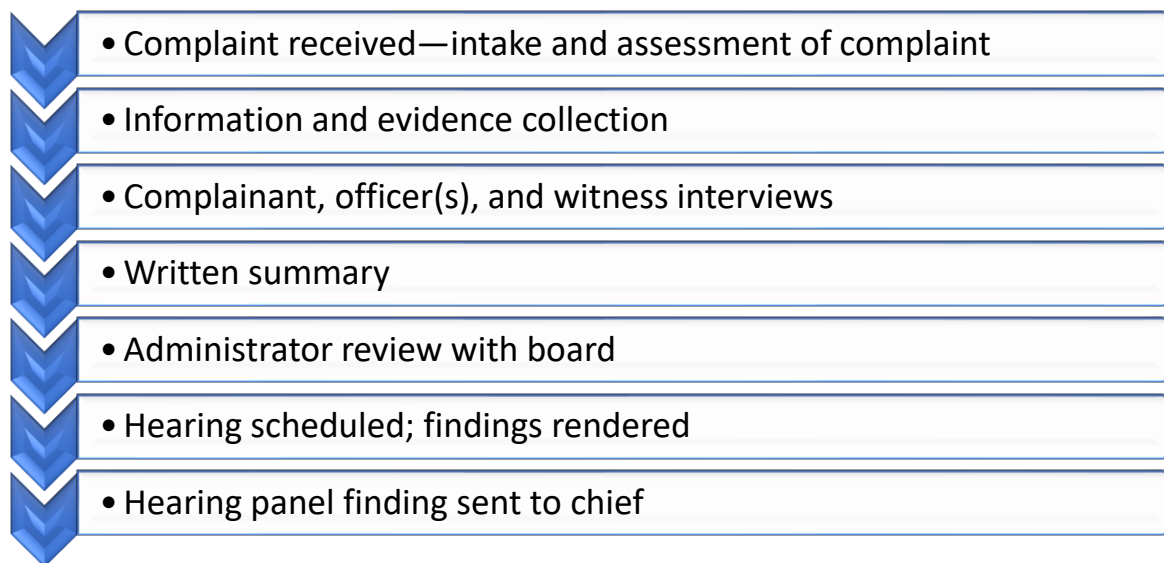 • Complaint received—intake and assessment of complaint
• Information and evidence collection
• Complainant, officer(s), and witness interviews
• Written summary
• Administrator review with board
• Hearing scheduled; findings rendered
• Hearing panel finding sent to chief